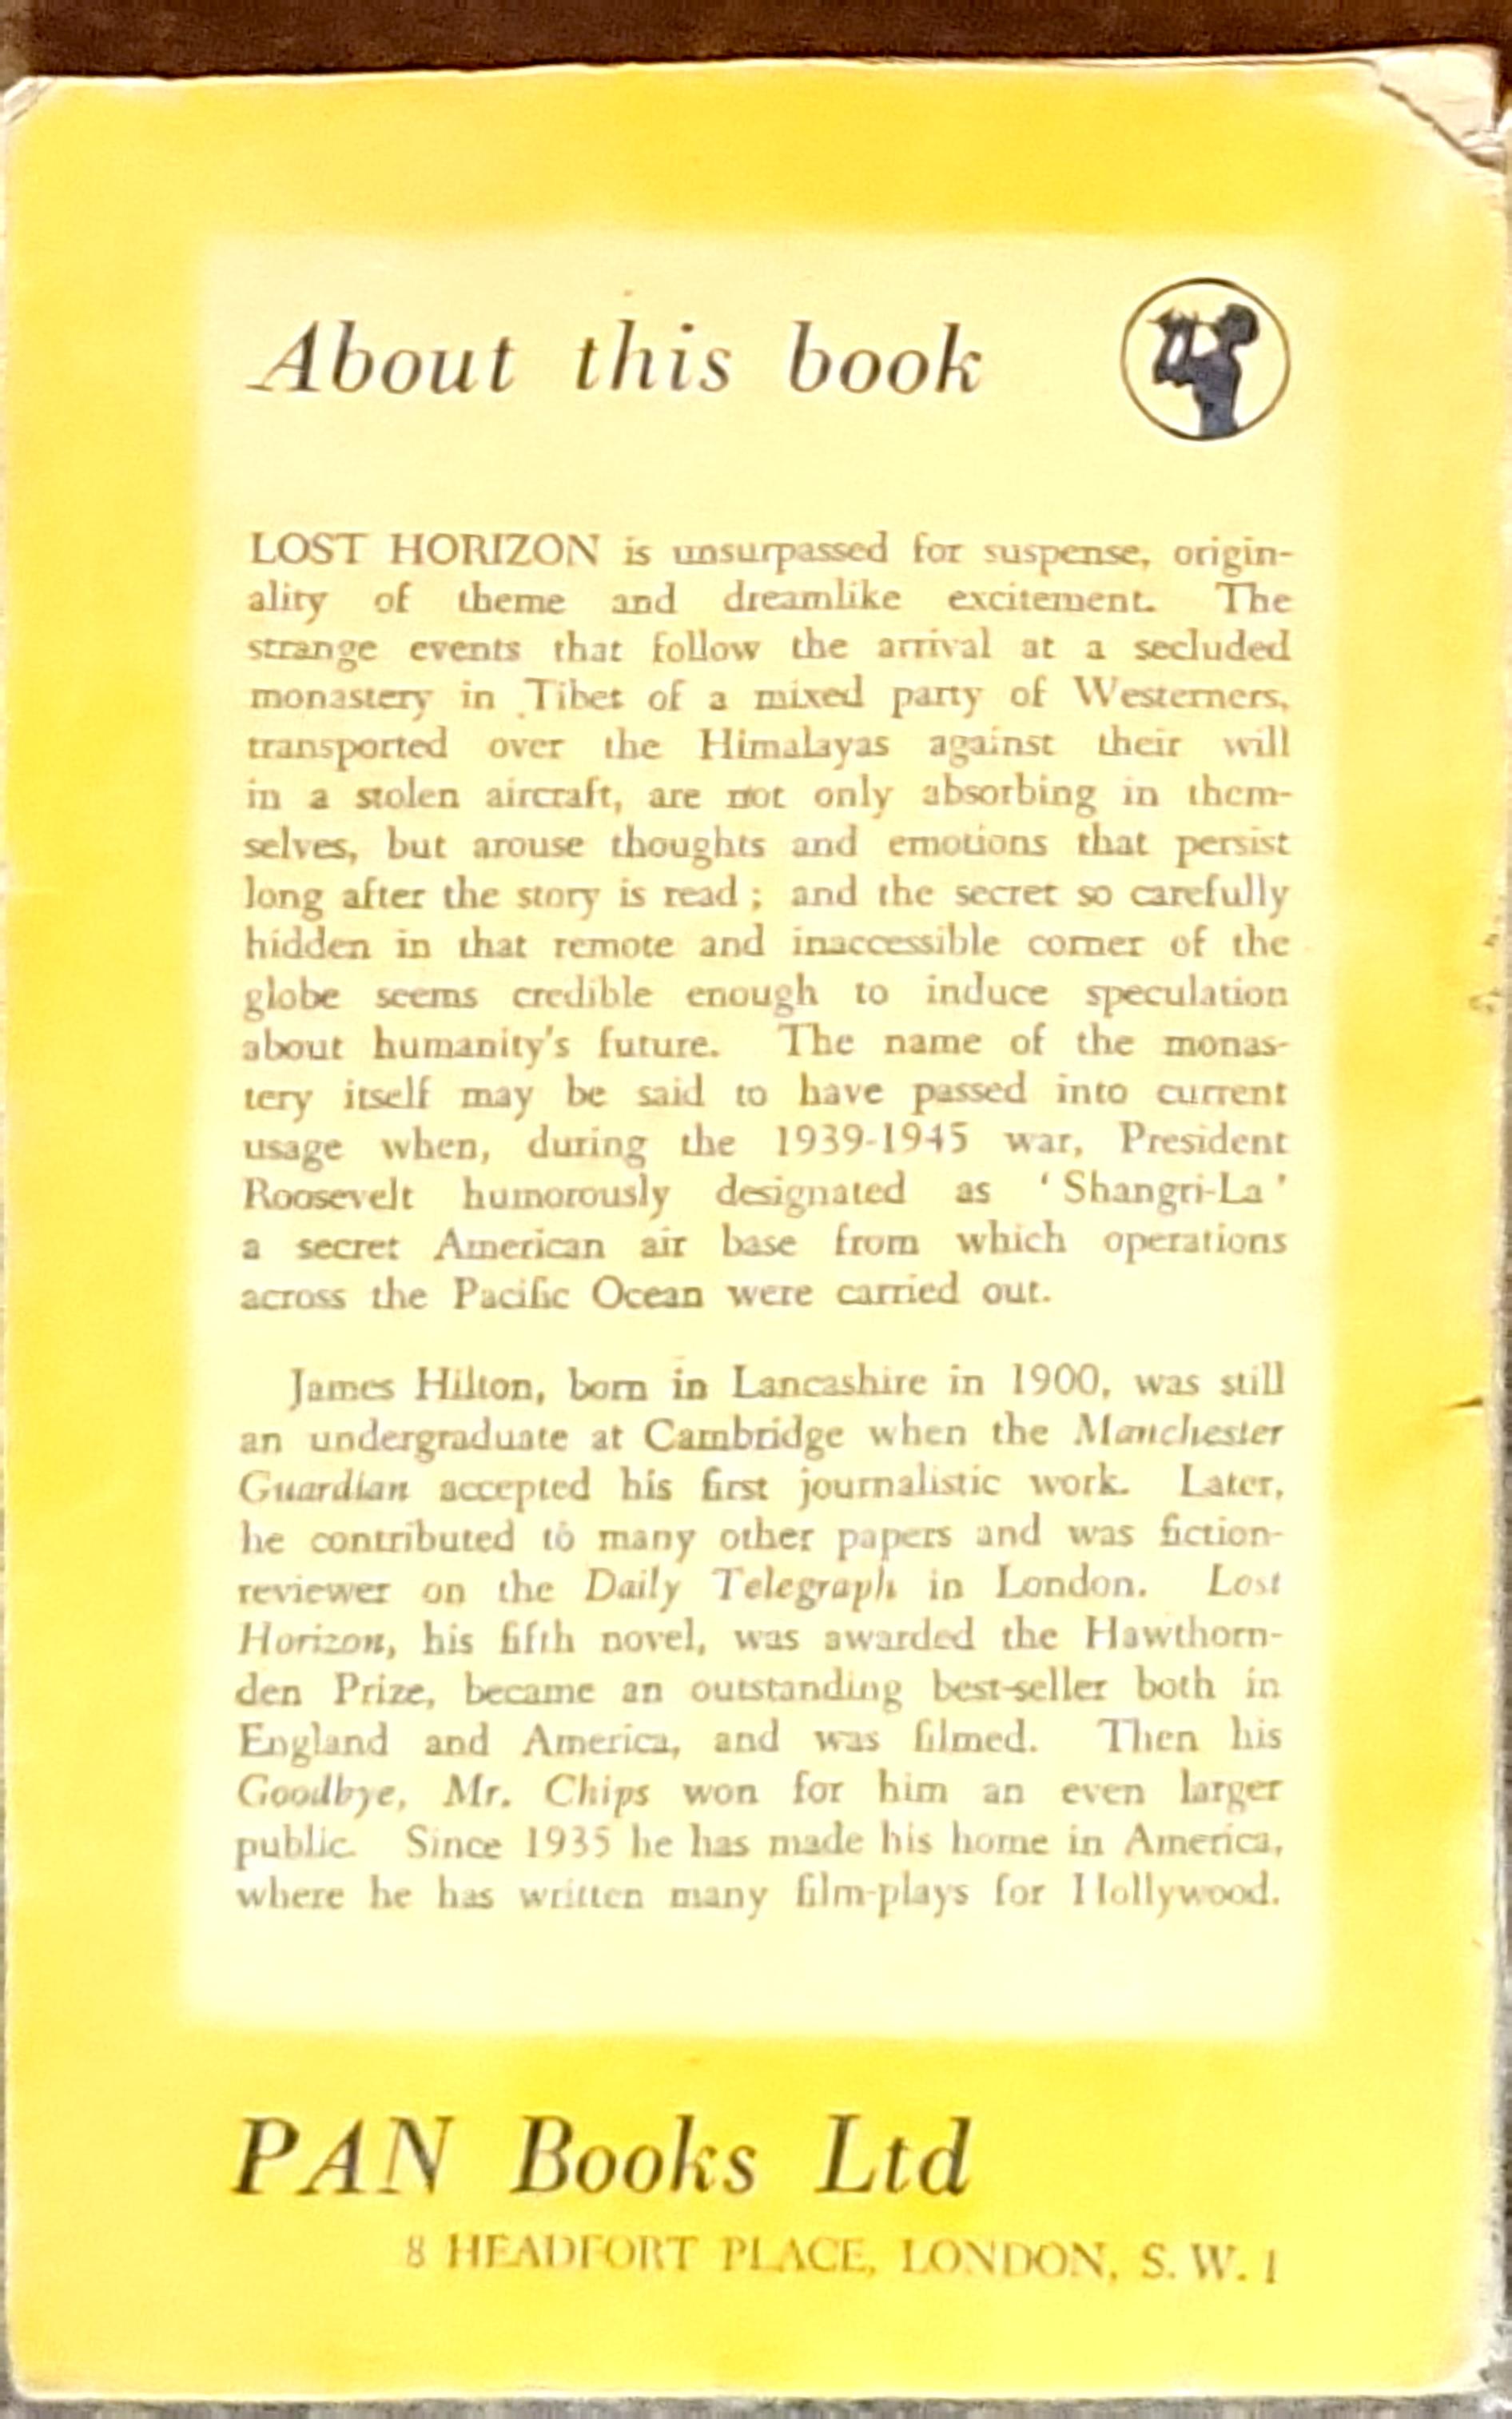 About this book
LOST HORIZON is unsurpassed for suspense, origin-
ality of theme and dreamlike excitement. The
strange events that follow the arrival at a secluded
monastery in Tibet of a mixed party of Westerners,
transported over the Himalayas against their will
in a stolen aircraft, are not only absorbing in them-
selves, but arouse thoughts and emotions that persist
long after the story is read ; and the secret so carefully
hidden in that remote and inaccessible corner of the
globe seems credible enough to induce speculation
about humanity's future. The name of the monas-
tery itself may be said to have passed into current
usage when, during the 1939-1945 war, President
Roosevelt humorously designated as ‘Shangri-La’
a secret American air base from which operations
across the Pacific Ocean were carried out.
James Hilton, born in Lancashire in 1900, was still
an undergraduate at Cambridge when the Manchester
Guardian accepted his first journalistic work. Later,
he contributed to many other papers and was fiction-
reviewer on the Daily Telegraph in London. Lost
Horizon, his fifth novel, was awarded the Hawthorn-
den Prize, became an outstanding best-seller both in
England and America, and was filmed. Then his
Goodbye, Mr. Chips won for him an even larger
public. Since 1935 he has made his home in America,
where he has written many film-plays for Hollywood.
PAN Books Ltd
8 HEADFORT PLACE, LONDON, S.W.1